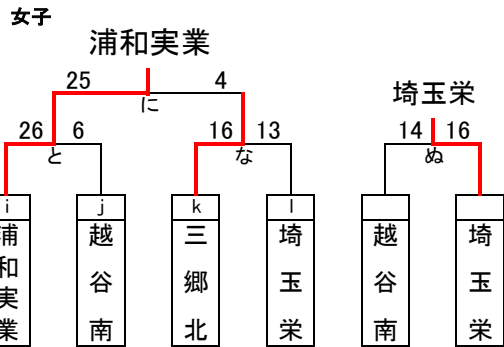 女子
浦和実業
25 4
に
埼玉栄
26 6 16 13 14 16
と な ぬ
i j k l
浦和実業 越谷南 三郷北 埼玉栄 越谷南 埼玉栄